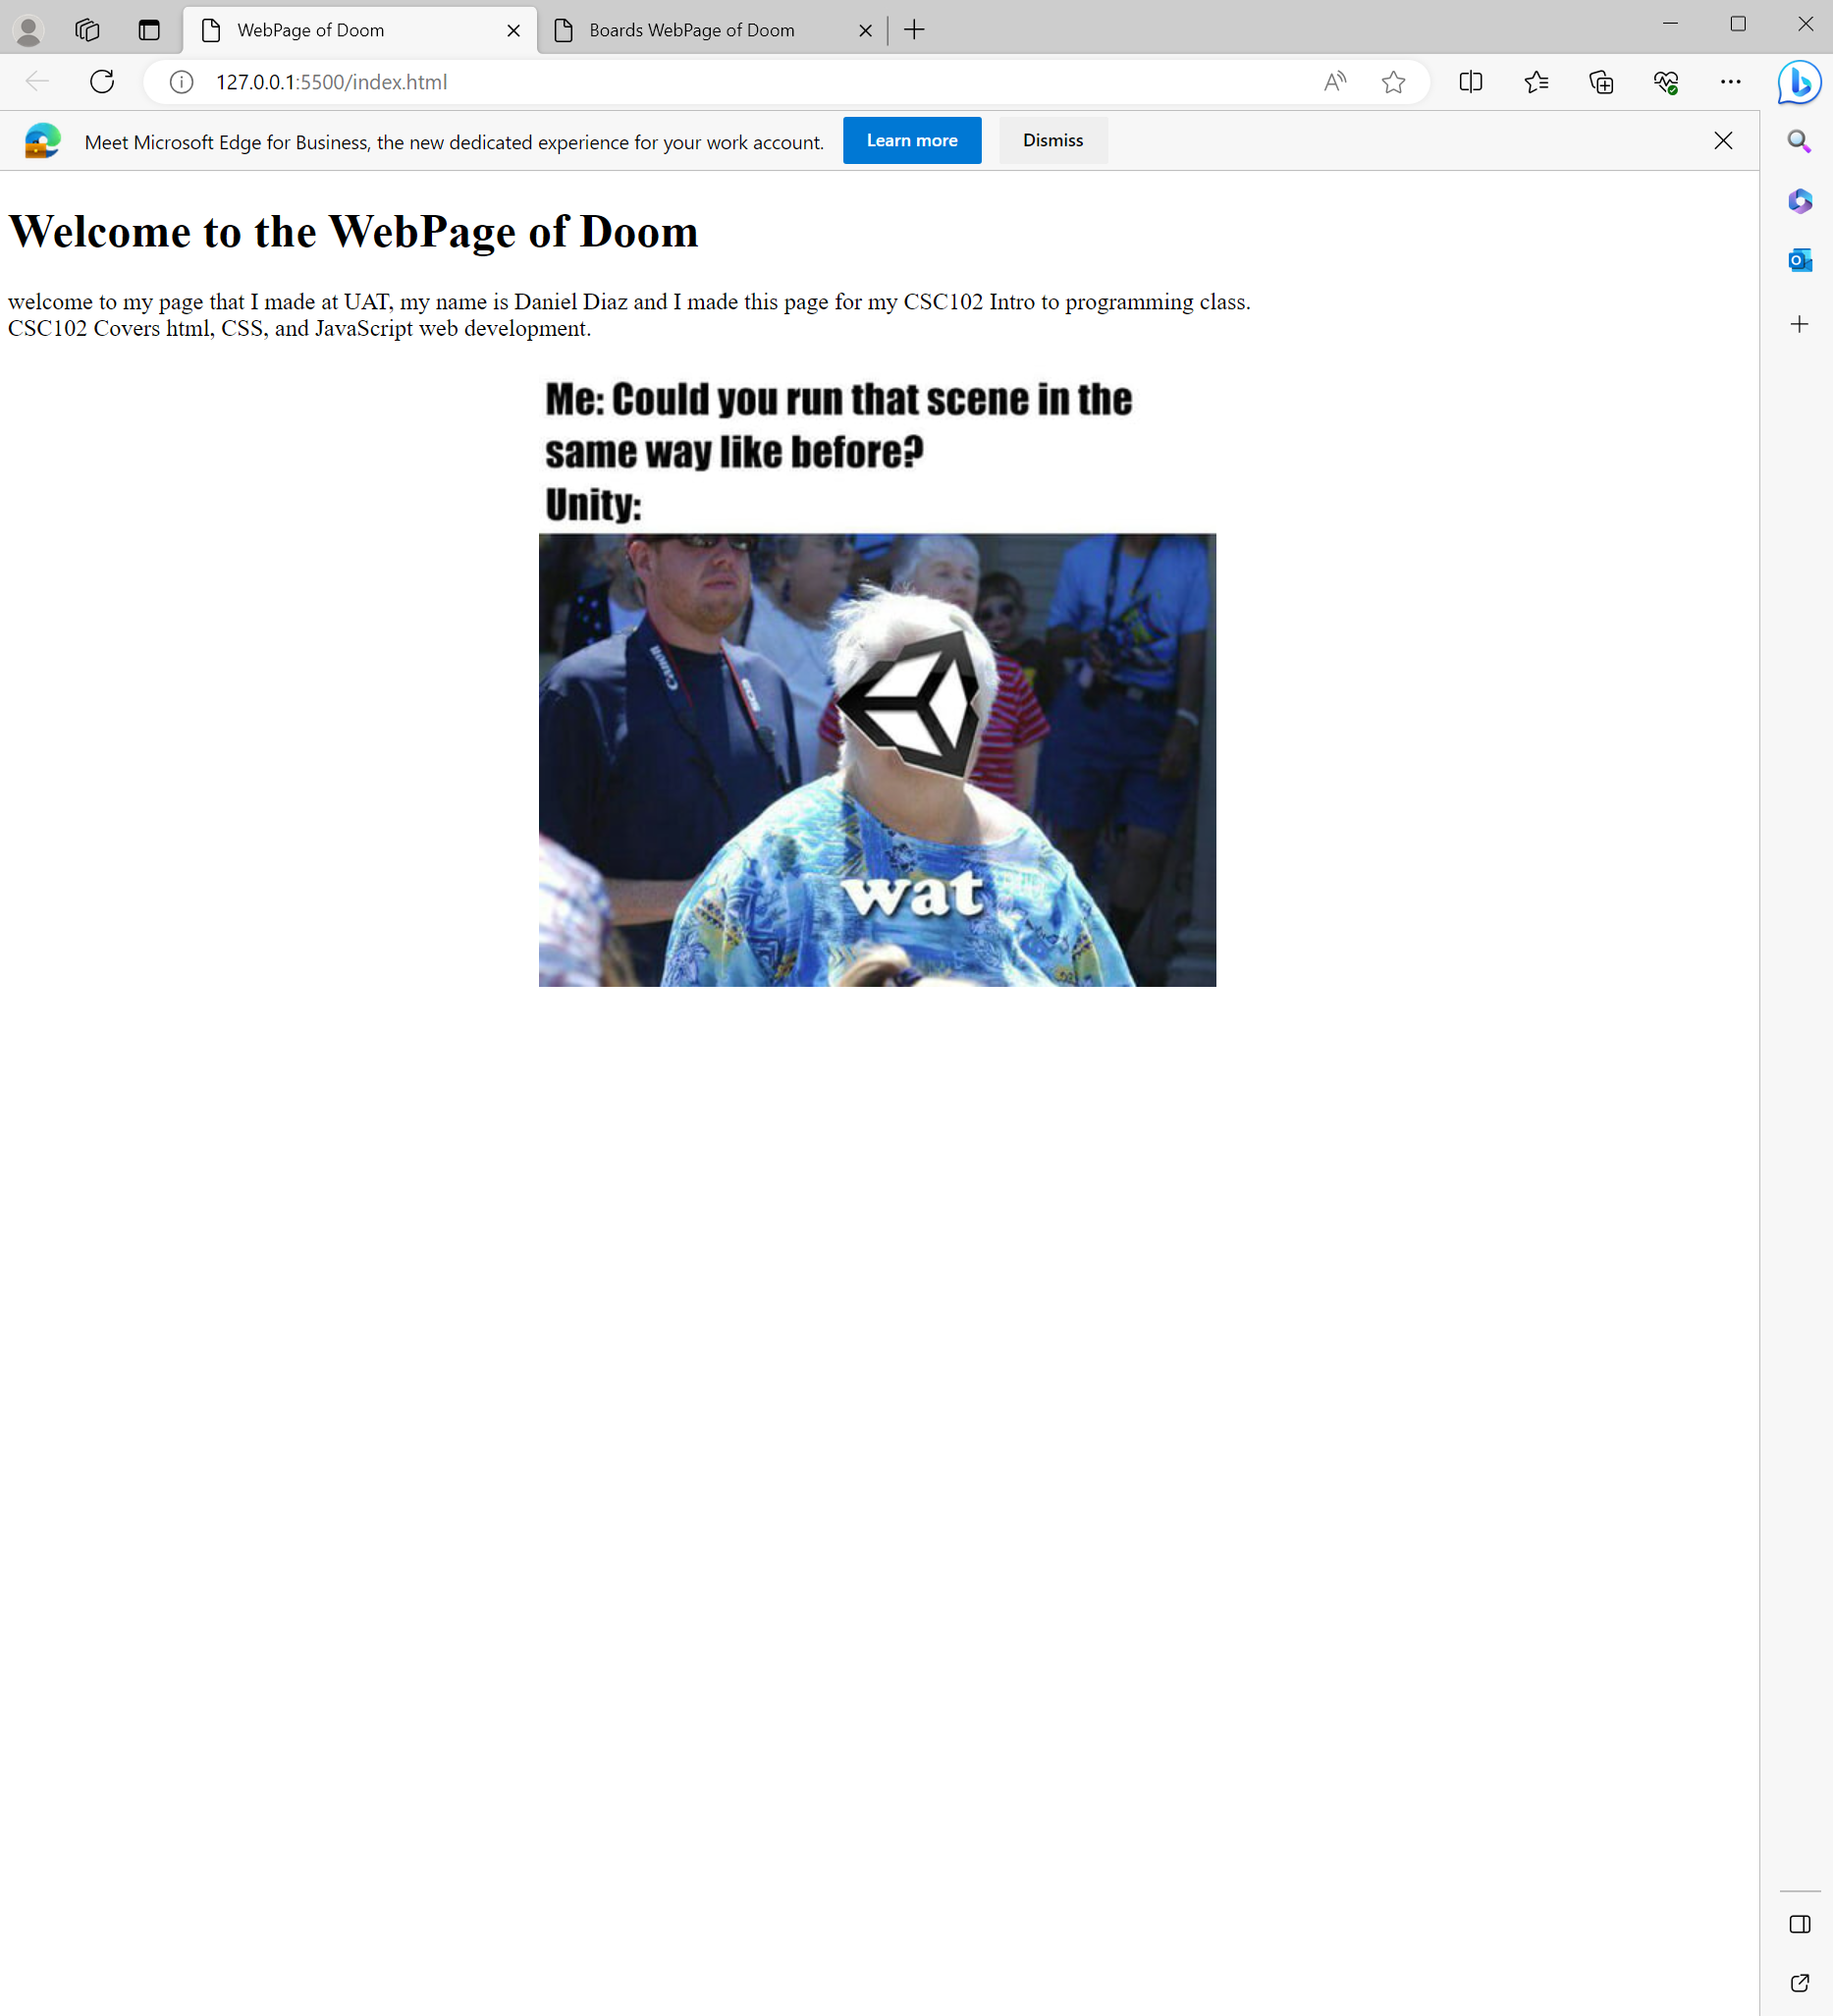 WebPage of Doom
Boards WebPage of Doom
127.0.0.1:5500/index.html
Meet Microsoft Edge for Business, the new dedicated experience for your work account.
Learn more
Dismiss
Welcome to the WebPage of Doom
welcome to my page that I made at UAT, my name is Daniel Diaz and I made this page for my CSC102 Intro to programming class.
CSC102 Covers html, CSS, and JavaScript web development.
Me: Could you run that scene in the
same way like before?
Unity:
Canon
EOS
wat